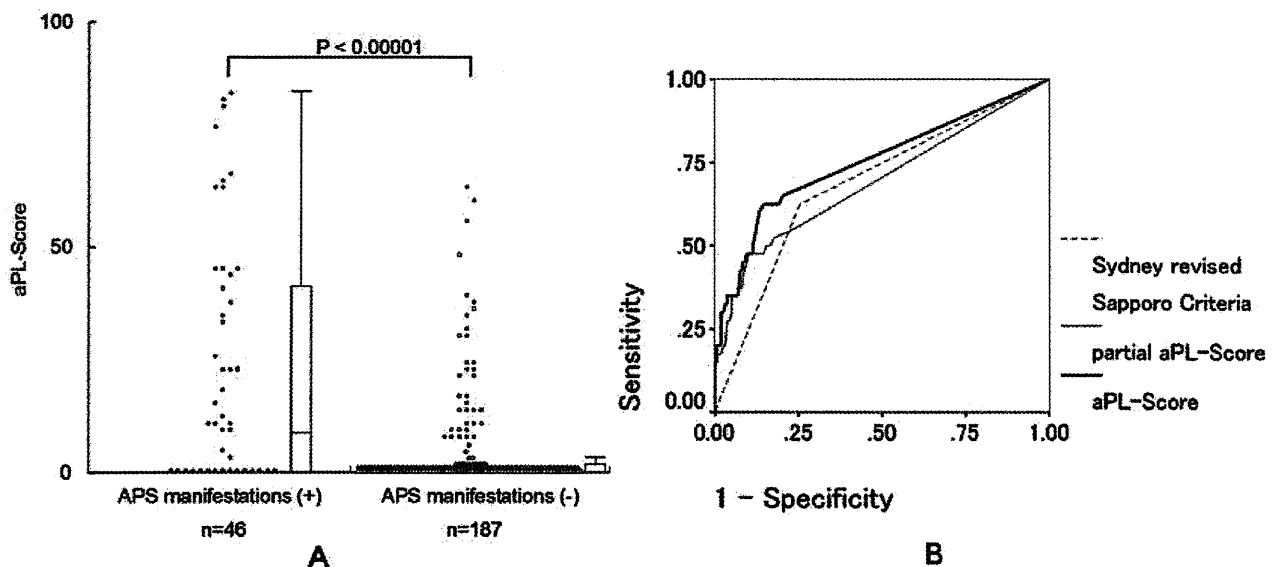 100
P < 0.00001
aPL-Score
50
0
APS manifestations (+)
APS manifestations (-)
n=46
n=187
A
1.00
.75
.50
.25
0.00
Sensitivity
0.00
.25
.50
.75
1.00
1 - Specificity
Sydney revised
Sapporo Criteria
partial aPL-Score
aPL-Score
B